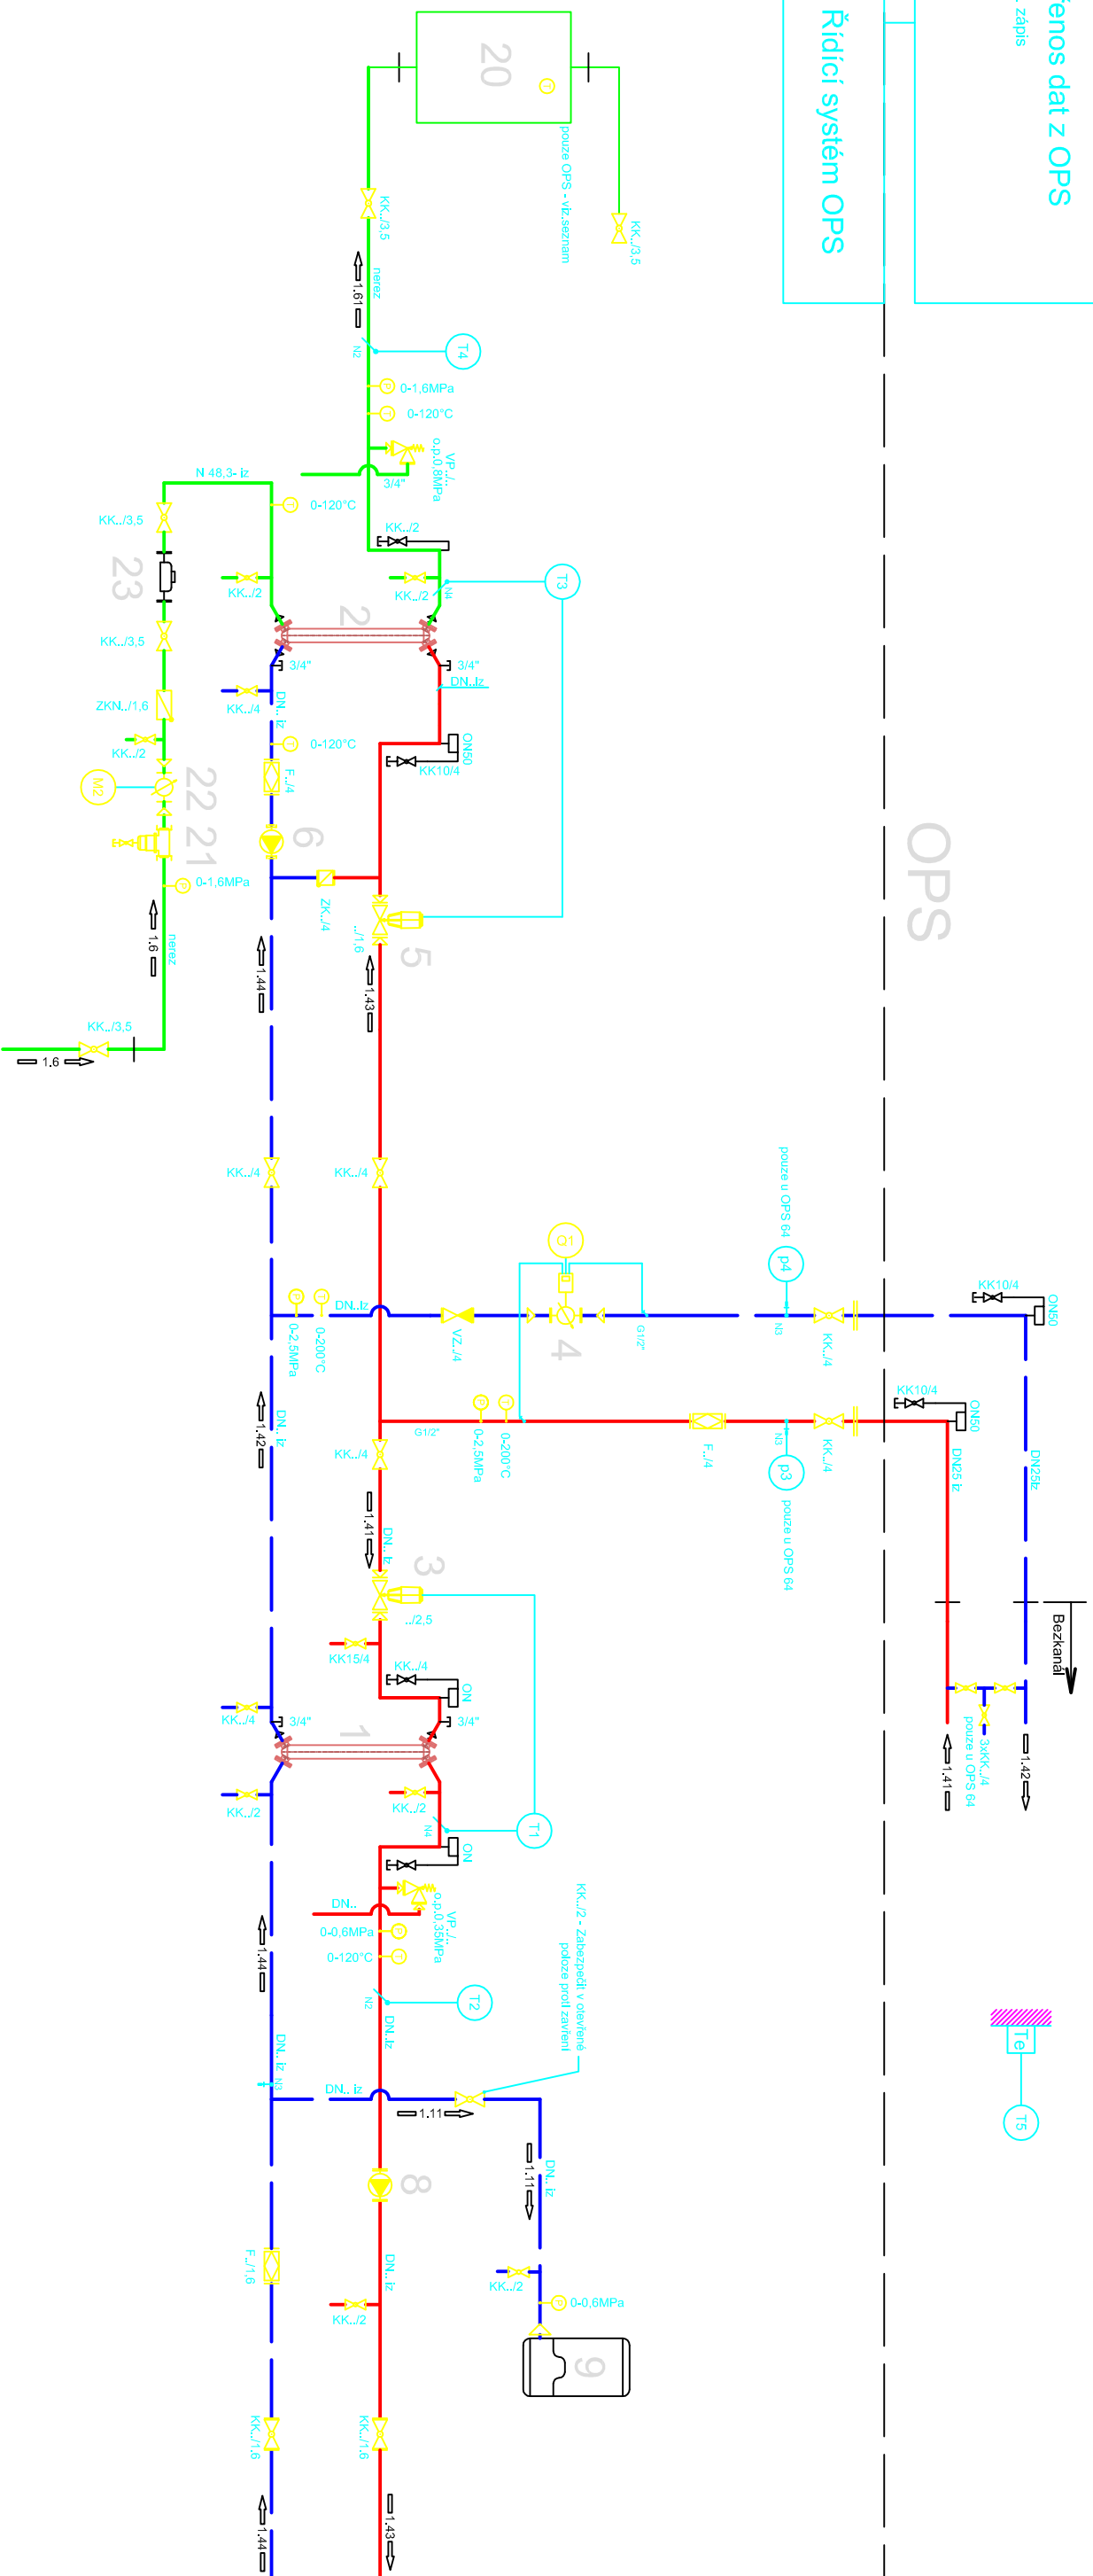 řenos dat z OPS
. zápis
Řídící systém OPS
20
T
pouze OPS - viz.seznam
KK../3,5
KK../3,5
nerez
1.61
N2
T4
P
0-1,6MPa
T
0-120°C
VP../..
o.p.0,8MPa
3/4"
N 48,3- iz
T
0-120°C
KK../2
KK../3,5
23
KK../2
KK../2
N4
T3
2
KK../3,5
3/4"
3/4"
DN..iz
KK../4
DN.. iz
ZKN../1,6
KK../2
T
0-120°C
ON50
KK10/4
F../4
M2
22
21
6
P
0-1,6MPa
ZK../4
../1,6
5
OPS
nerez
1.6
1.44
1.43
KK../3,5
1.6
KK../4
KK../4
pouze u OPS 64
Q1
p4
KK10/4
ON50
P
T
DN..iz
0-2,5MPa
0-200°C
VZ../4
4
G1/2"
N3
KK../4
KK10/4
ON50
DN.. iz
1.42
G1/2"
P
T
0-2,5MPa
0-200°C
F../4
N3
p3
KK../4
pouze u OPS 64
DN25 iz
DN25iz
KK../4
1.41
DN.. iz
3
../2,5
Bezkanál
KK15/4
KK../4
ON
KK../4
3/4"
3/4"
1
3xKK../4
pouze u OPS 64
1.41
1.42
KK../2
KK../2
N4
T1
ON
VP../..
o.p.0,35MPa
DN..
0-0,6MPa
P
0-120°C
T
1.44
KK../2 - Zabezpečit v otevřené
poloze proti zavření
N2
T2
DN..iz
Te
T5
DN.. iz
N3
DN.. iz
1.11
1.11
DN.. iz
8
F../1,6
DN.. iz
KK../2
KK../2
P
0-0,6MPa
9
KK../1,6
KK../1,6
1.44
1.43